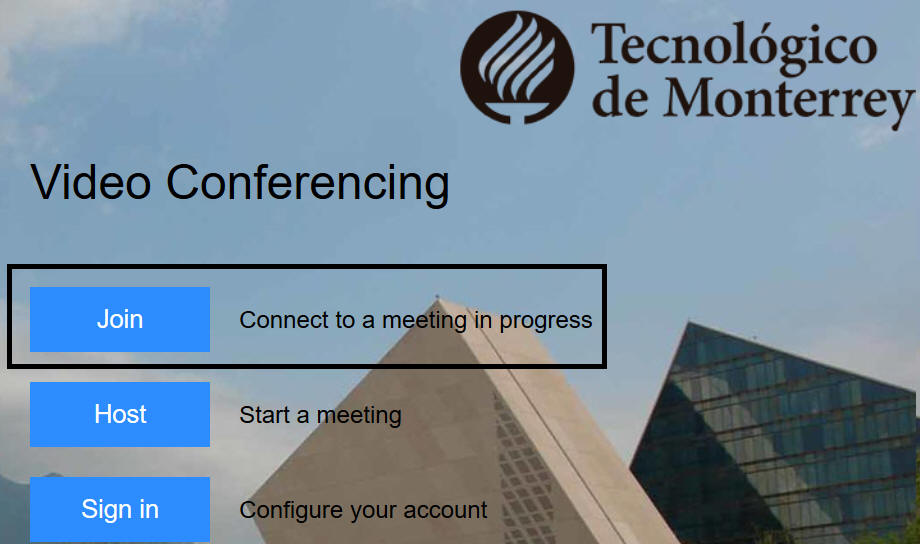 Tecnológico
de Monterrey
Video Conferencing
Join Connect to a meeting in progress
Host Start a meeting
Sign in Configure your account